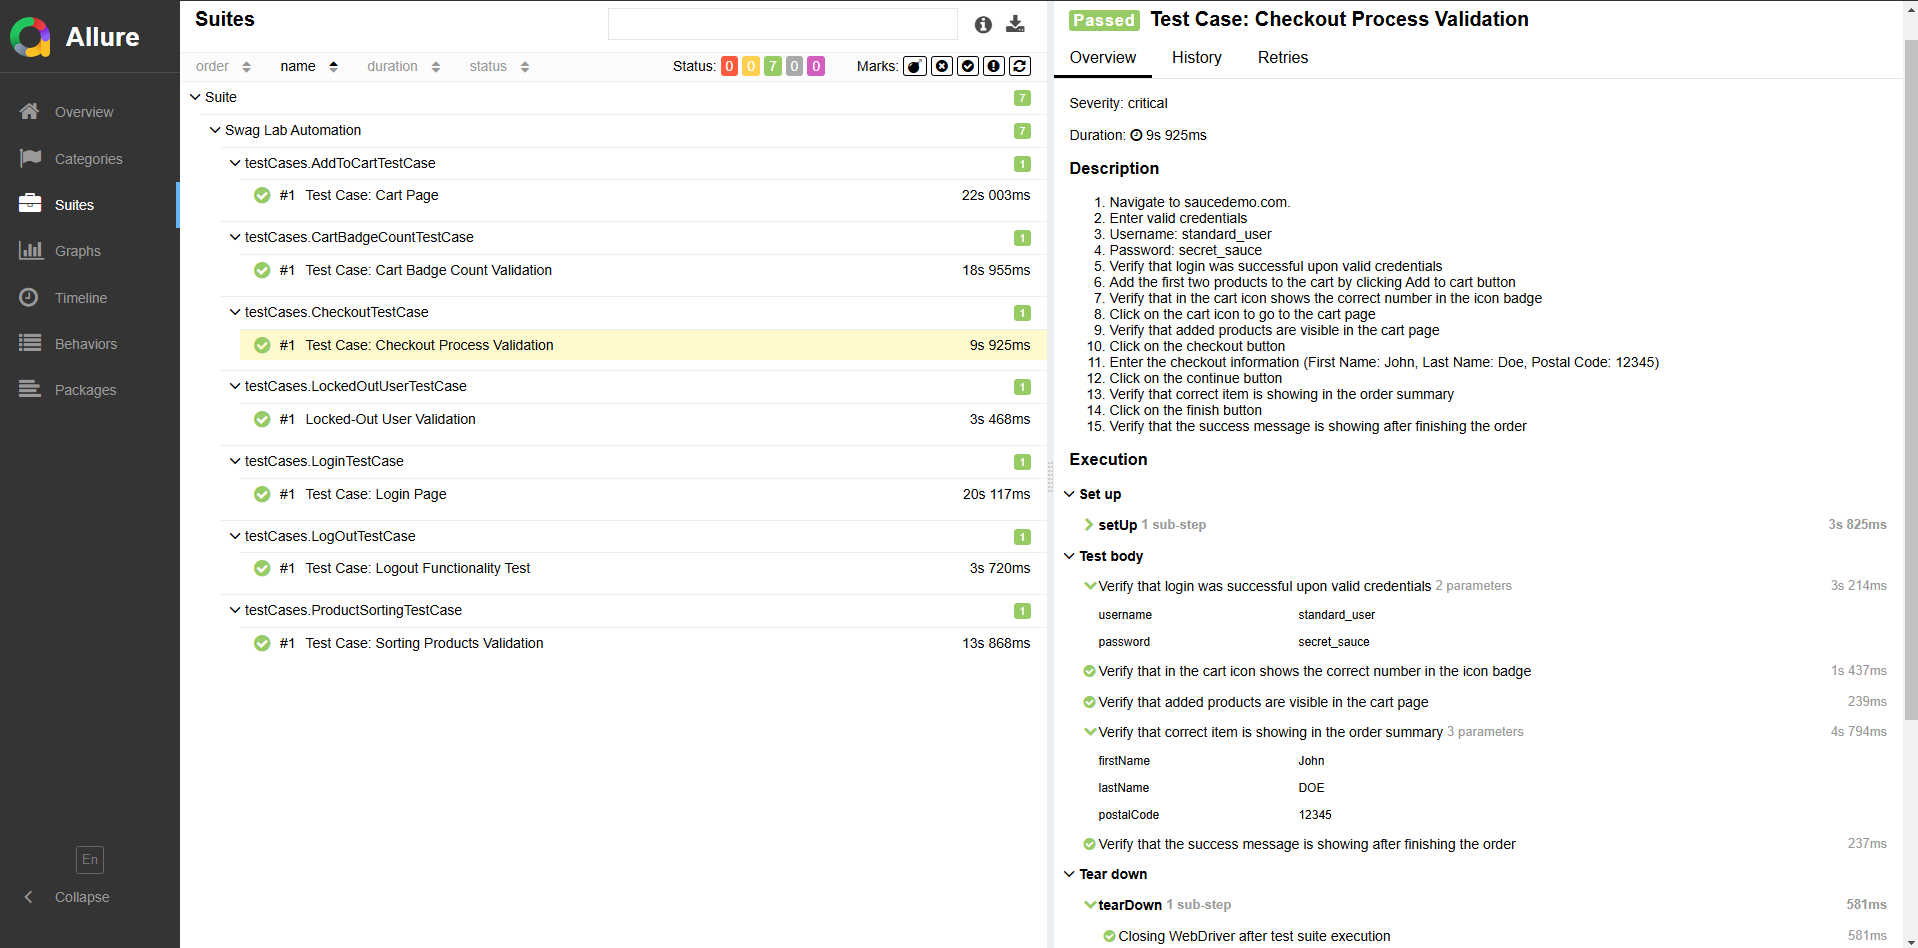 Allure
Overview
Categories
Suites
Graphs
Timeline
Behaviors
Packages
En
Collapse
Suites
order name duration status Status: 0 0 7 0 0 Marks:
Suite 7
Swag Lab Automation 7
testCases.AddToCartTestCase 1
#1 Test Case: Cart Page 22s 003ms
testCases.CartBadgeCountTestCase 1
#1 Test Case: Cart Badge Count Validation 18s 955ms
testCases.CheckoutTestCase 1
#1 Test Case: Checkout Process Validation 9s 925ms
testCases.LockedOutUserTestCase 1
#1 Locked-Out User Validation 3s 468ms
testCases.LoginTestCase 1
#1 Test Case: Login Page 20s 117ms
testCases.LogOutTestCase 1
#1 Test Case: Logout Functionality Test 3s 720ms
testCases.ProductSortingTestCase 1
#1 Test Case: Sorting Products Validation 13s 868ms
Passed Test Case: Checkout Process Validation
Overview History Retries
Severity: critical
Duration: 9s 925ms
Description
1. Navigate to saucedemo.com.
2. Enter valid credentials
3. Username: standard_user
4. Password: secret_sauce
5. Verify that login was successful upon valid credentials
6. Add the first two products to the cart by clicking Add to cart button
7. Verify that in the cart icon shows the correct number in the icon badge
8. Click on the cart icon to go to the cart page
9. Verify that added products are visible in the cart page
10. Click on the checkout button
11. Enter the checkout information (First Name: John, Last Name: Doe, Postal Code: 12345)
12. Click on the continue button
13. Verify that correct item is showing in the order summary
14. Click on the finish button
15. Verify that the success message is showing after finishing the order
Execution
Set up
setUp 1 sub-step 3s 825ms
Test body
Verify that login was successful upon valid credentials 2 parameters 3s 214ms
username standard_user
password secret_sauce
Verify that in the cart icon shows the correct number in the icon badge 1s 437ms
Verify that added products are visible in the cart page 239ms
Verify that correct item is showing in the order summary 3 parameters 4s 794ms
firstName John
lastName DOE
postalCode 12345
Verify that the success message is showing after finishing the order 237ms
Tear down
tearDown 1 sub-step 581ms
Closing WebDriver after test suite execution 581ms